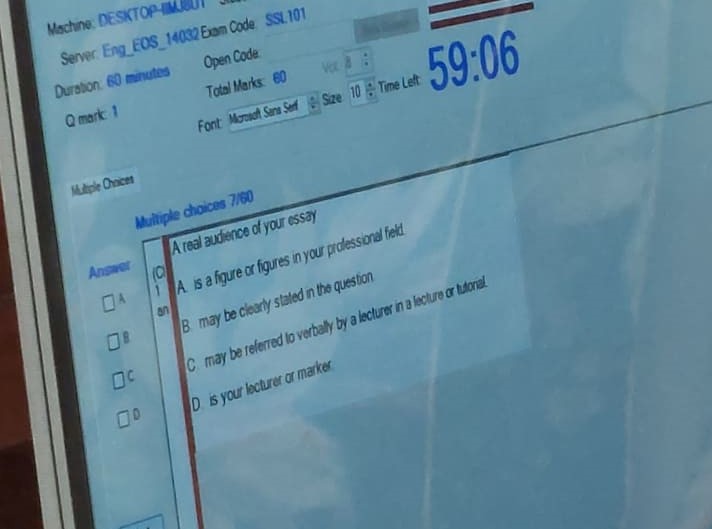 Machine: DESKTOP-
Server: Eng_EOS_14032 Exam Code: SSL101
Duration: 60 minutes
Open Code:
Q mark: 1
Total Marks: 60
Vol: 8
Font: Microsoft Sans Serif Size 10 Time Left: 59:06
Multiple Choices
Multiple choices 7/60
Answer
A
B
C
D
A real audience of your essay
A. is a figure or figures in your professional field.
B. may be clearly stated in the question.
C. may be referred to verbally by a lecturer in a lecture or tutorial.
D. is your lecturer or marker.